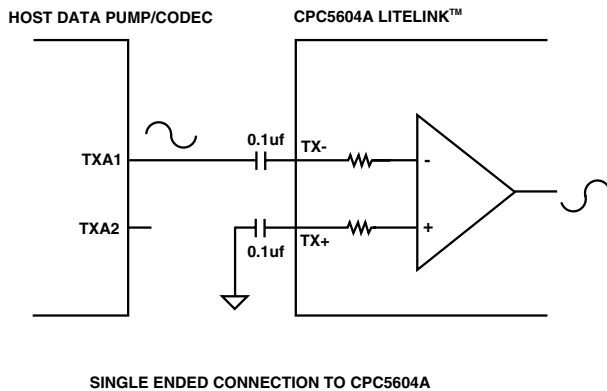 HOST DATA PUMP/CODEC
CPC5604A LITELINK™
0.1uf
TX-
TXA1
-
TXA2
+
0.1uf
TX+
SINGLE ENDED CONNECTION TO CPC5604A